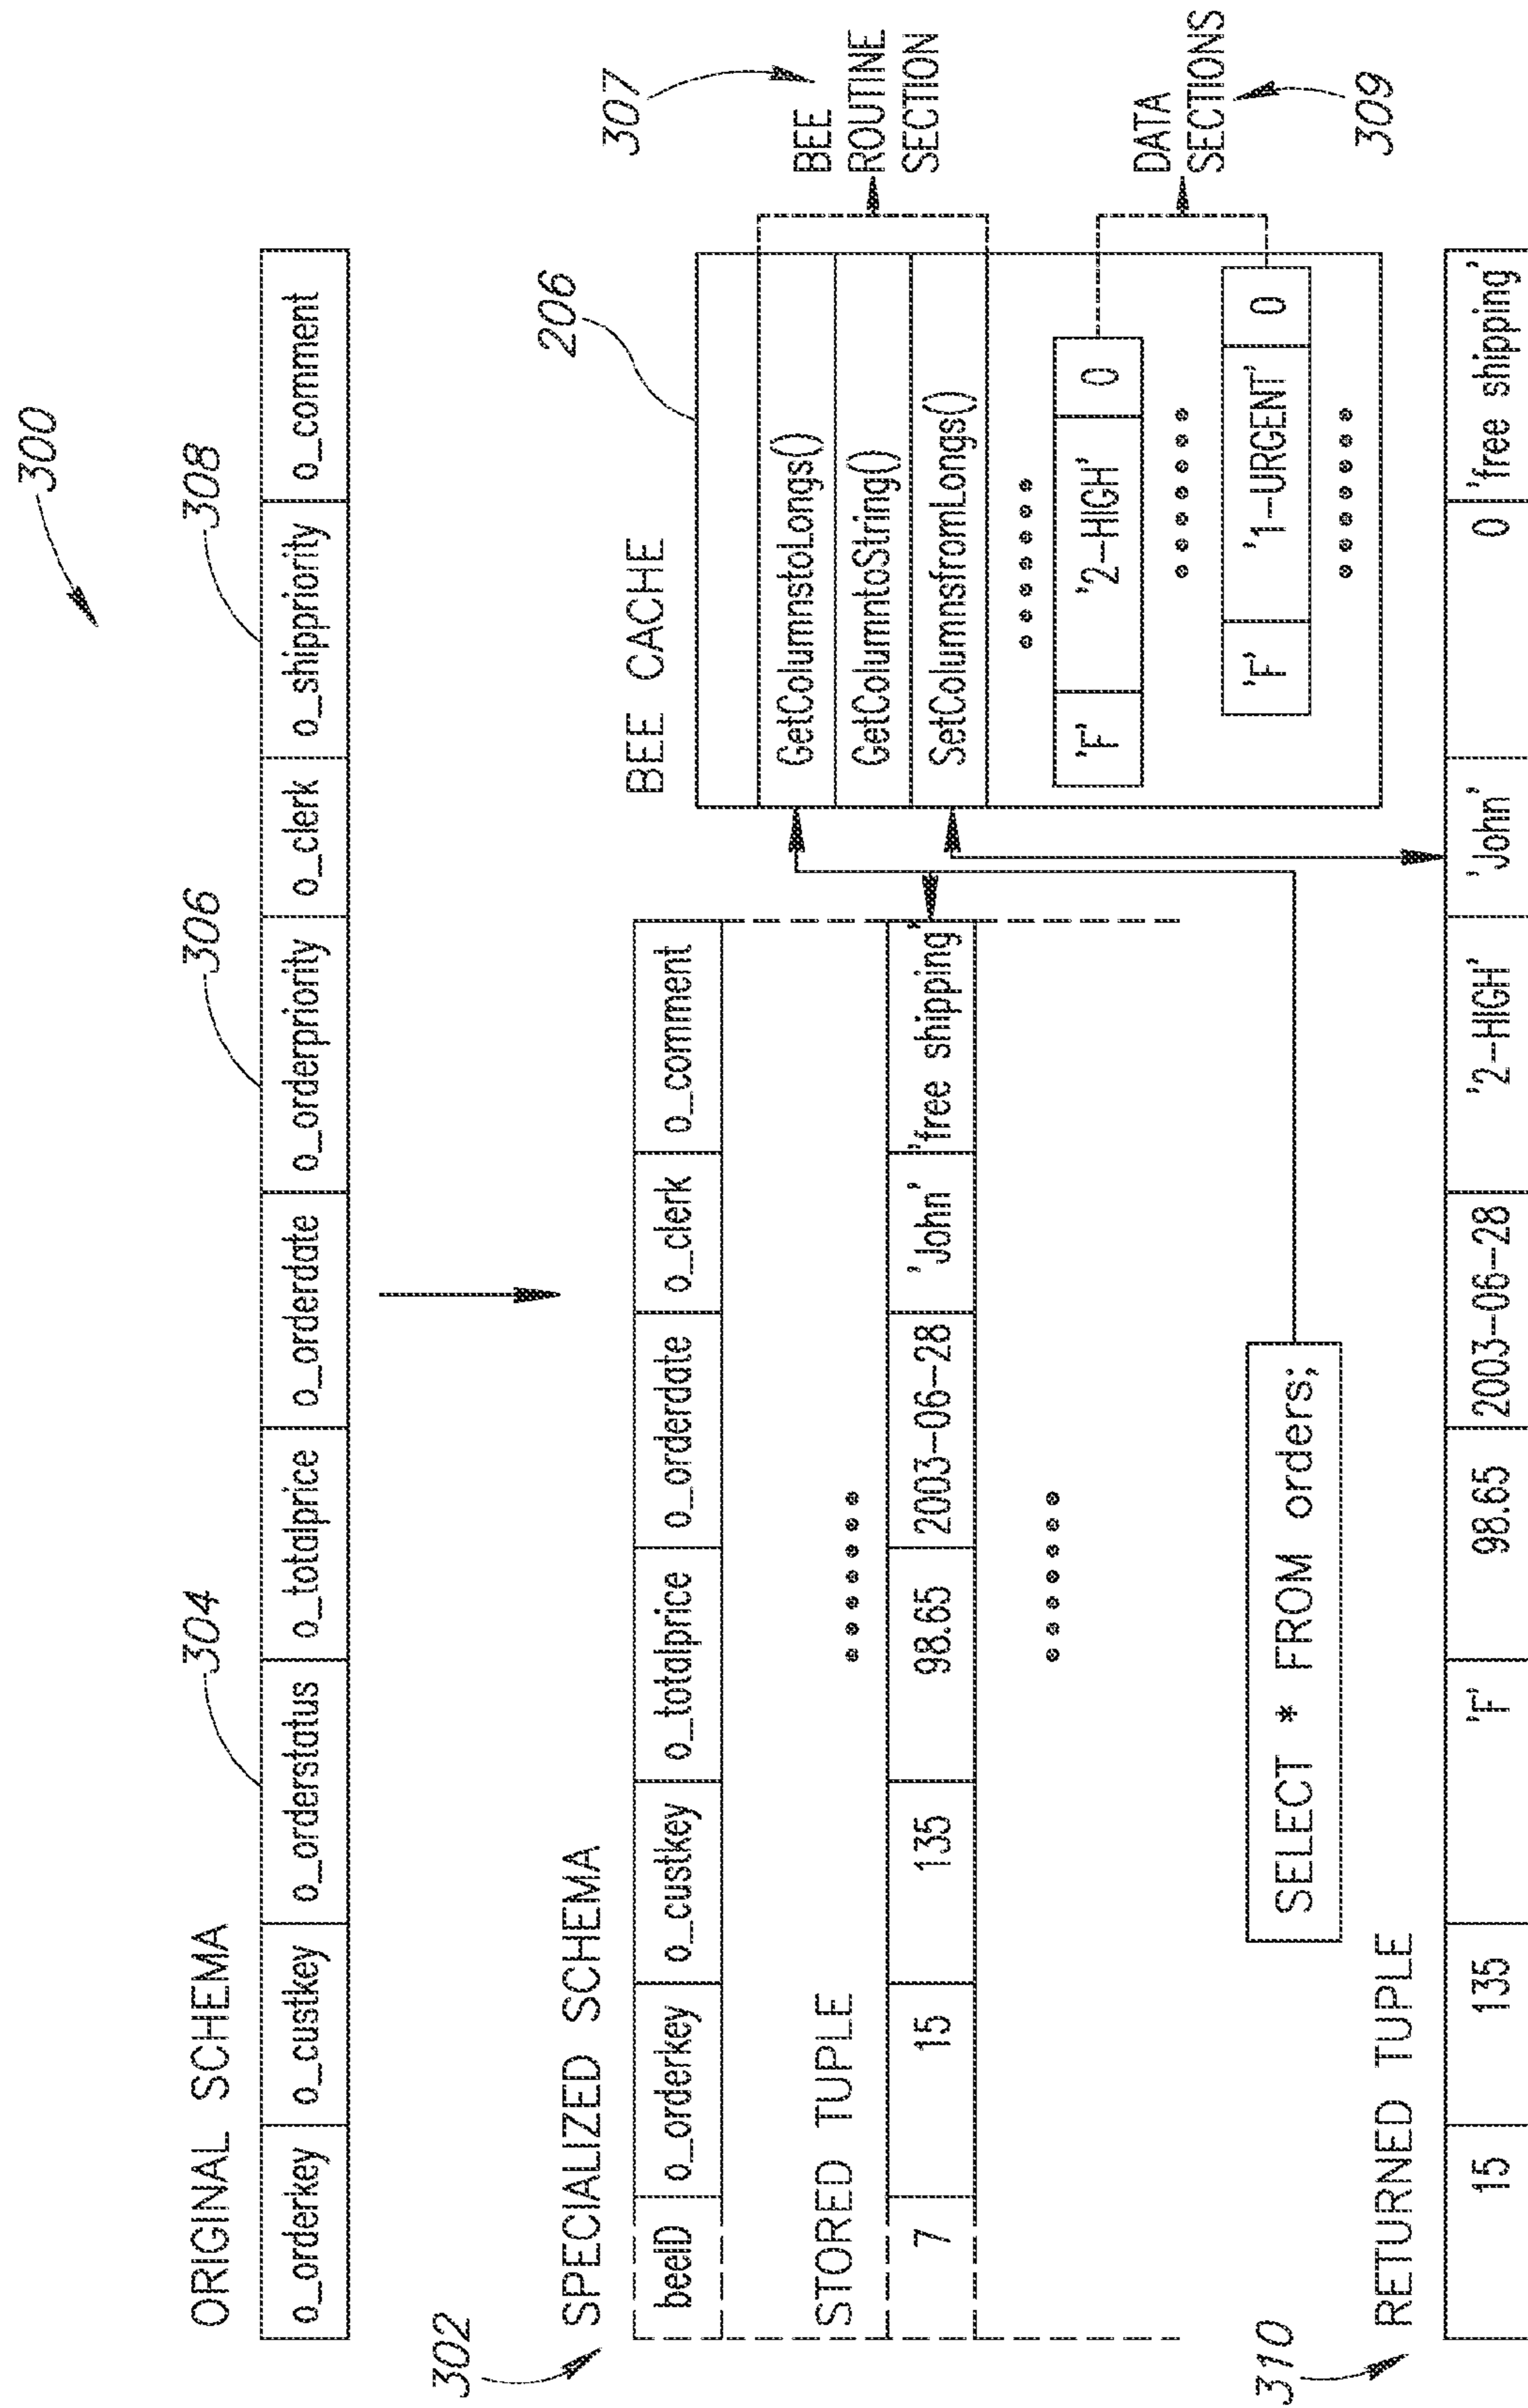 300
ORIGINAL SCHEMA
304
306
308
o_orderkey o_custkey o_orderstatus o_totalprice o_orderdate o_orderpriority o_clerk o_shippriority o_comment
302
SPECIALIZED SCHEMA
beeID o_orderkey o_custkey o_totalprice o_orderdate o_clerk o_comment
STORED TUPLE
7 15 135 98.65 2003-06-28 'John' 'free shipping'
SELECT * FROM orders;
BEE CACHE
206
GetColumnstoLongs()
GetColumntoString()
SetColumnsfromLongs()
'F' '2-HIGH' 0
'F' '1-URGENT' 0
307
BEE
ROUTINE
SECTION
DATA
SECTIONS
309
310
RETURNED TUPLE
15 135 'F' 98.65 2003-06-28 '2-HIGH' 'John' 0 'free shipping'